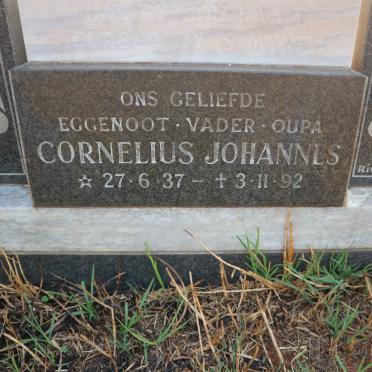 ONS GELIEFDE
EGGENOOT · VADER · OUPA
CORNELIUS JOHANNES
☆ 27·6·37 – ✝ 3·11·92